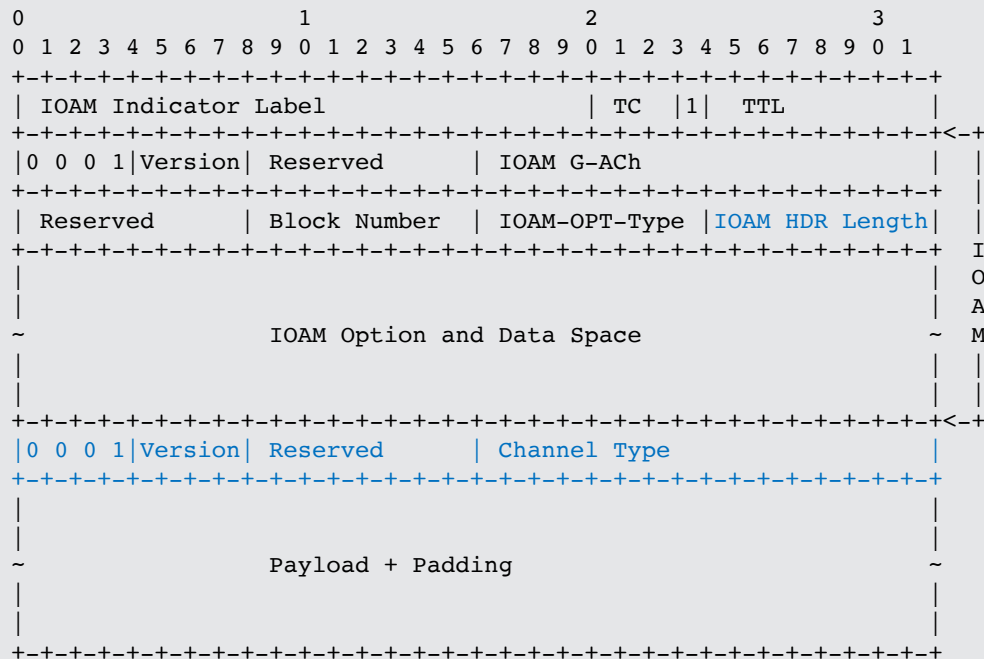 0                   1                   2                   3
0 1 2 3 4 5 6 7 8 9 0 1 2 3 4 5 6 7 8 9 0 1 2 3 4 5 6 7 8 9 0 1
+-+-+-+-+-+-+-+-+-+-+-+-+-+-+-+-+-+-+-+-+-+-+-+-+-+-+-+-+-+-+-+-+
| IOAM Indicator Label                  | TC  |1|  TTL          |
+-+-+-+-+-+-+-+-+-+-+-+-+-+-+-+-+-+-+-+-+-+-+-+-+-+-+-+-+-+-+-+-+<-+
|0 0 0 1|Version| Reserved      | IOAM G-ACh                    |  |
+-+-+-+-+-+-+-+-+-+-+-+-+-+-+-+-+-+-+-+-+-+-+-+-+-+-+-+-+-+-+-+-+  |
| Reserved      | Block Number  | IOAM-OPT-Type |IOAM HDR Length|  |
+-+-+-+-+-+-+-+-+-+-+-+-+-+-+-+-+-+-+-+-+-+-+-+-+-+-+-+-+-+-+-+-+  I
|                                                               |  O
|                                                               |  A
~                 IOAM Option and Data Space                    ~  M
|                                                               |  |
|                                                               |  |
+-+-+-+-+-+-+-+-+-+-+-+-+-+-+-+-+-+-+-+-+-+-+-+-+-+-+-+-+-+-+-+-+<-+
|0 0 0 1|Version| Reserved      | Channel Type                  |
+-+-+-+-+-+-+-+-+-+-+-+-+-+-+-+-+-+-+-+-+-+-+-+-+-+-+-+-+-+-+-+-+
|                                                               |
|                                                               |
~                 Payload + Padding                             ~
|                                                               |
|                                                               |
+-+-+-+-+-+-+-+-+-+-+-+-+-+-+-+-+-+-+-+-+-+-+-+-+-+-+-+-+-+-+-+-+